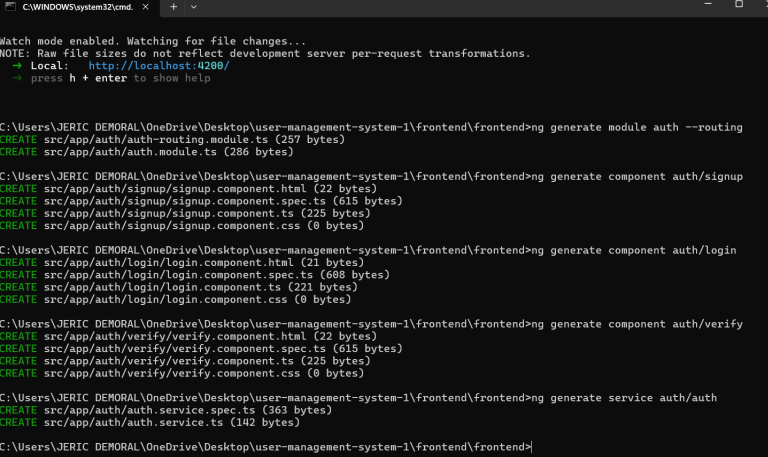 C:\WINDOWS\system32\cmd.
Watch mode enabled. Watching for file changes...
NOTE: Raw file sizes do not reflect development server per-request transformations.
➜ Local: http://localhost:4200/
➜ press h + enter to show help
C:\Users\JERIC DEMORAL\OneDrive\Desktop\user-management-system-1\frontend\frontend>ng generate module auth --routing
CREATE src/app/auth/auth-routing.module.ts (257 bytes)
CREATE src/app/auth/auth.module.ts (286 bytes)
C:\Users\JERIC DEMORAL\OneDrive\Desktop\user-management-system-1\frontend\frontend>ng generate component auth/signup
CREATE src/app/auth/signup/signup.component.html (22 bytes)
CREATE src/app/auth/signup/signup.component.spec.ts (615 bytes)
CREATE src/app/auth/signup/signup.component.ts (225 bytes)
CREATE src/app/auth/signup/signup.component.css (0 bytes)
C:\Users\JERIC DEMORAL\OneDrive\Desktop\user-management-system-1\frontend\frontend>ng generate component auth/login
CREATE src/app/auth/login/login.component.html (21 bytes)
CREATE src/app/auth/login/login.component.spec.ts (608 bytes)
CREATE src/app/auth/login/login.component.ts (221 bytes)
CREATE src/app/auth/login/login.component.css (0 bytes)
C:\Users\JERIC DEMORAL\OneDrive\Desktop\user-management-system-1\frontend\frontend>ng generate component auth/verify
CREATE src/app/auth/verify/verify.component.html (22 bytes)
CREATE src/app/auth/verify/verify.component.spec.ts (615 bytes)
CREATE src/app/auth/verify/verify.component.ts (225 bytes)
CREATE src/app/auth/verify/verify.component.css (0 bytes)
C:\Users\JERIC DEMORAL\OneDrive\Desktop\user-management-system-1\frontend\frontend>ng generate service auth/auth
CREATE src/app/auth/auth.service.spec.ts (363 bytes)
CREATE src/app/auth/auth.service.ts (142 bytes)
C:\Users\JERIC DEMORAL\OneDrive\Desktop\user-management-system-1\frontend\frontend>